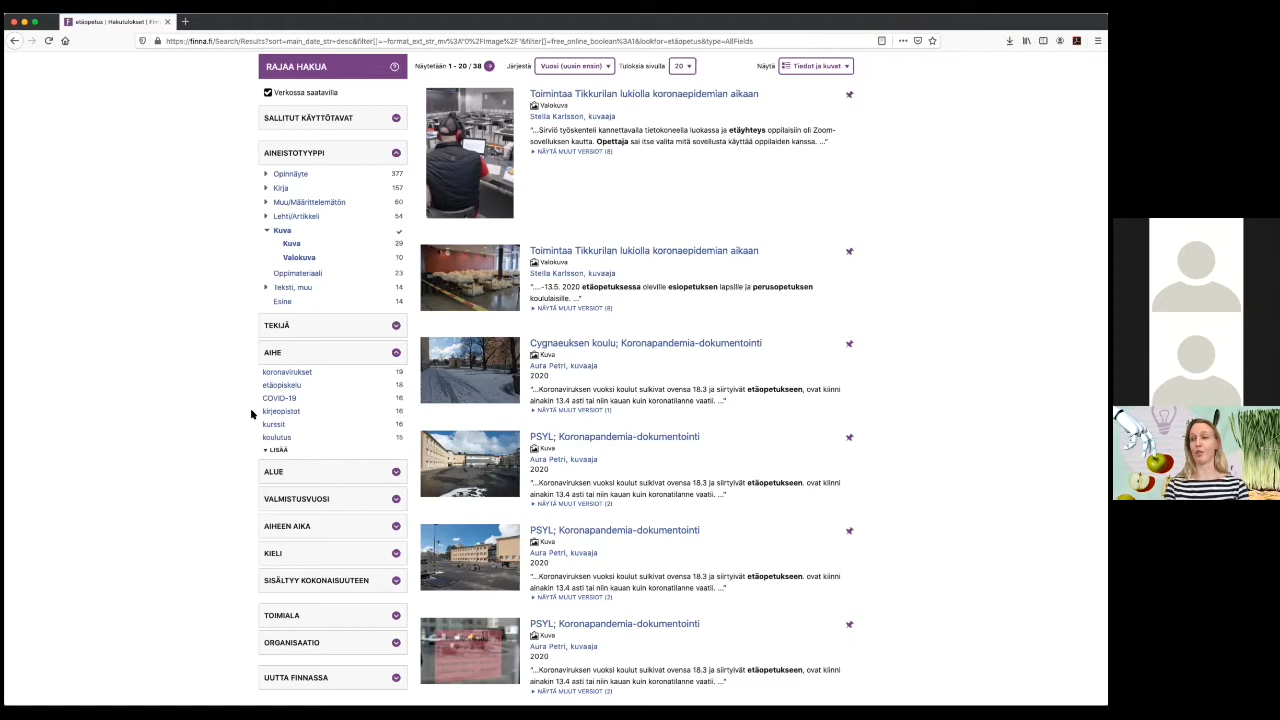 etäopetus | Hakutulokset | Fin
https://finna.fi/Search/Results?sort=main_date_str+desc&filter[]=~format_ext_str_mv%3A"0%2FImage%2F"&filter[]=free_online_boolean%3A1&lookfor=etäopetus&type=AllFields
RAJAA HAKUA
Verkossa saatavilla
SALLITUT KÄYTTÖTAVAT
AINEISTOTYYPPI
Opinnäyte 377
Kirja 157
Muu/Määrittelemätön 60
Lehti/Artikkeli 54
Kuva
Kuva 29
Valokuva 10
Oppimateriaali 23
Teksti, muu 14
Esine 14
TEKIJÄ
AIHE
koronavirukset 19
etäopiskelu 18
COVID-19 16
kirjeopistot 16
kurssit 16
koulutus 15
LISÄÄ
ALUE
VALMISTUSVUOSI
AIHEEN AIKA
KIELI
SISÄLTYY KOKONAISUUTEEN
TOIMIALA
ORGANISAATIO
UUTTA FINNASSA
Näytetään 1 - 20 / 38 Järjestä Vuosi (uusin ensin) Tuloksia sivulla 20 Näytä Tiedot ja kuvat
Toimintaa Tikkurilan lukiolla koronaepidemian aikaan
Valokuva
Stella Karlsson, kuvaaja
"...Sirviö työskenteli kannettavalla tietokoneella luokassa ja etäyhteys oppilaisiin oli Zoom-
sovelluksen kautta. Opettaja sai itse valita mitä sovellusta käyttää oppilaiden kanssa. ..."
NÄYTÄ MUUT VERSIOT (8)
Toimintaa Tikkurilan lukiolla koronaepidemian aikaan
Valokuva
Stella Karlsson, kuvaaja
"....-13.5. 2020 etäopetuksessa oleville esiopetuksen lapsille ja perusopetuksen
koululaisille. ..."
NÄYTÄ MUUT VERSIOT (8)
Cygnaeuksen koulu; Koronapandemia-dokumentointi
Kuva
Aura Petri, kuvaaja
2020
"...Koronaviruksen vuoksi koulut sulkivat ovensa 18.3 ja siirtyivät etäopetukseen, ovat kiinni
ainakin 13.4 asti tai niin kauan kuin koronatilanne vaatii. ..."
NÄYTÄ MUUT VERSIOT (1)
PSYL; Koronapandemia-dokumentointi
Kuva
Aura Petri, kuvaaja
2020
"...Koronaviruksen vuoksi koulut sulkivat ovensa 18.3 ja siirtyivät etäopetukseen, ovat kiinni
ainakin 13.4 asti tai niin kauan kuin koronatilanne vaatii. ..."
NÄYTÄ MUUT VERSIOT (2)
PSYL; Koronapandemia-dokumentointi
Kuva
Aura Petri, kuvaaja
2020
"...Koronaviruksen vuoksi koulut sulkivat ovensa 18.3 ja siirtyivät etäopetukseen, ovat kiinni
ainakin 13.4 asti tai niin kauan kuin koronatilanne vaatii. ..."
NÄYTÄ MUUT VERSIOT (2)
PSYL; Koronapandemia-dokumentointi
Kuva
Aura Petri, kuvaaja
2020
"...Koronaviruksen vuoksi koulut sulkivat ovensa 18.3 ja siirtyivät etäopetukseen, ovat kiinni
ainakin 13.4 asti tai niin kauan kuin koronatilanne vaatii. ..."
NÄYTÄ MUUT VERSIOT (2)